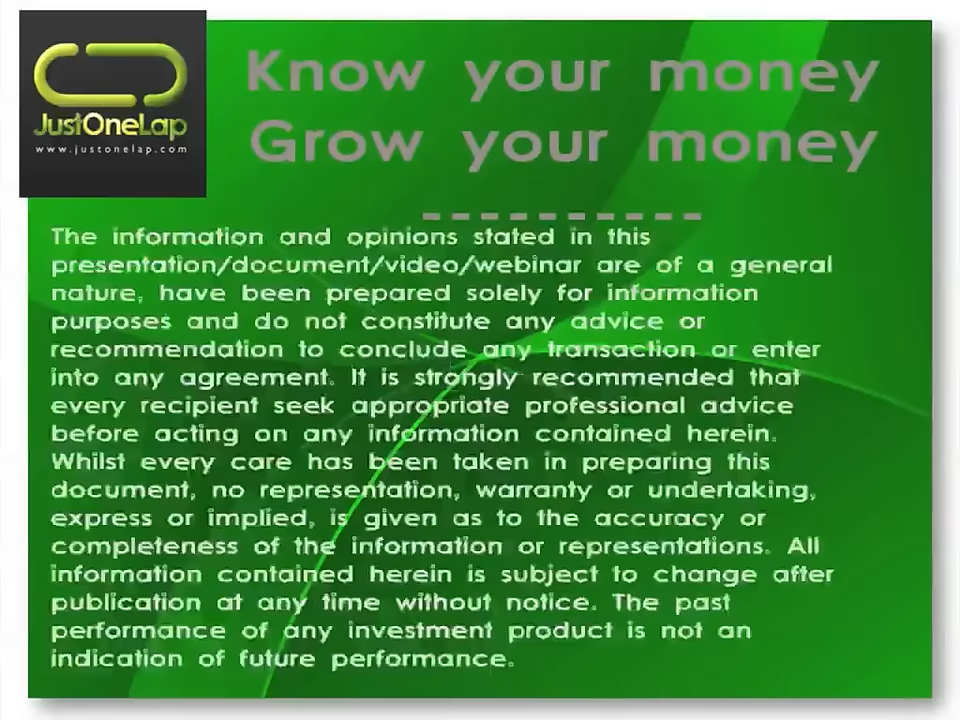 JustOneLap
www.justonelap.com
Know your money
Grow your money
----------
The information and opinions stated in this
presentation/document/video/webinar are of a general
nature, have been prepared solely for information
purposes and do not constitute any advice or
recommendation to conclude any transaction or enter
into any agreement. It is strongly recommended that
every recipient seek appropriate professional advice
before acting on any information contained herein.
Whilst every care has been taken in preparing this
document, no representation, warranty or undertaking,
express or implied, is given as to the accuracy or
completeness of the information or representations. All
information contained herein is subject to change after
publication at any time without notice. The past
performance of any investment product is not an
indication of future performance.